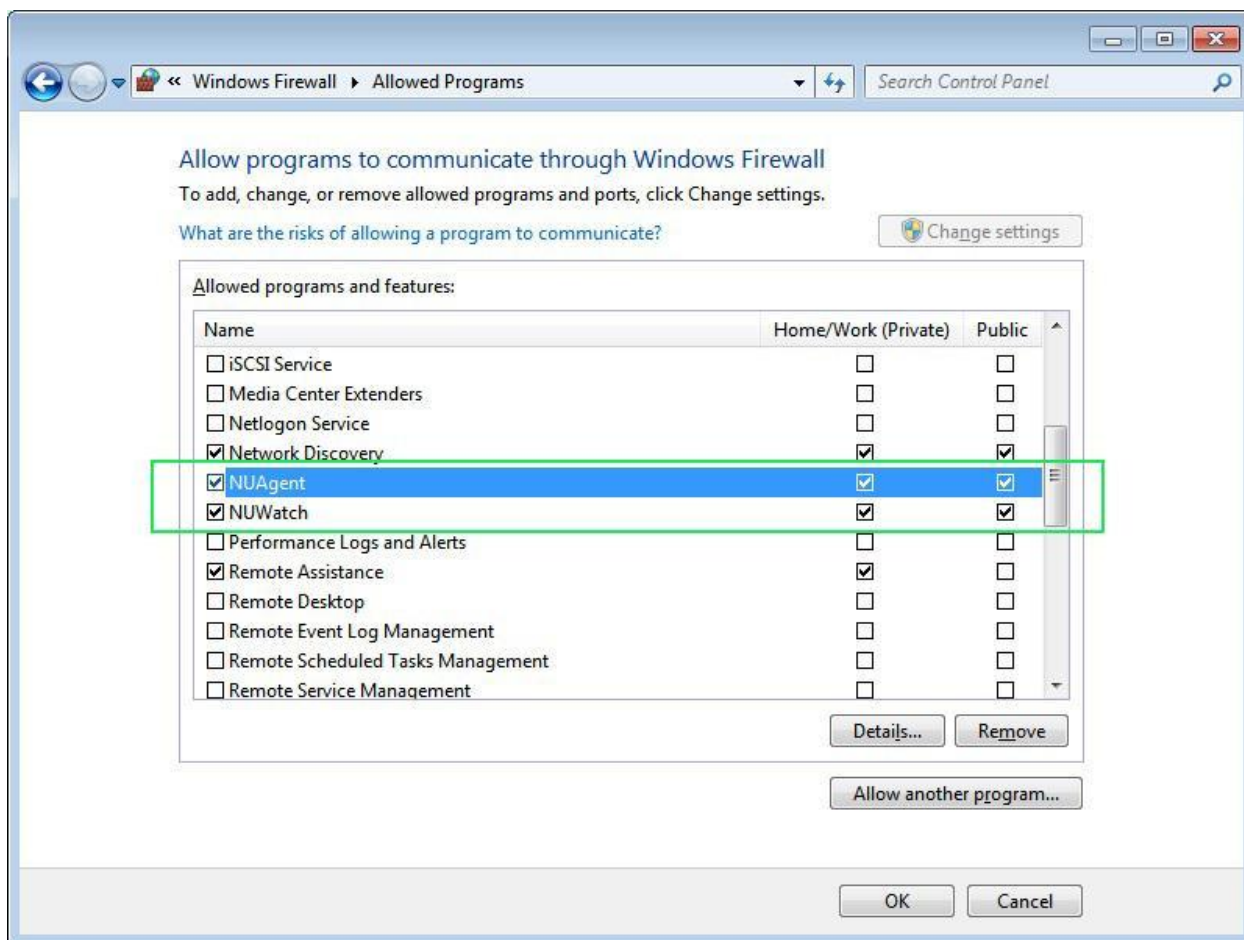 « Windows Firewall Allowed Programs
Search Control Panel
Allow programs to communicate through Windows Firewall
To add, change, or remove allowed programs and ports, click Change settings.
What are the risks of allowing a program to communicate?
Change settings
Allowed programs and features:
Name Home/Work (Private) Public
iSCSI Service
Media Center Extenders
Netlogon Service
Network Discovery
NUAgent
NUWatch
Performance Logs and Alerts
Remote Assistance
Remote Desktop
Remote Event Log Management
Remote Scheduled Tasks Management
Remote Service Management
Details... Remove
Allow another program...
OK Cancel